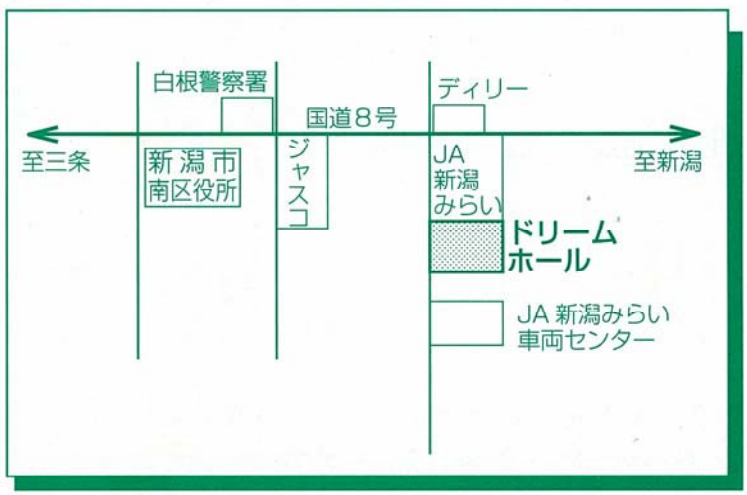 白根警察署
ディリー
国道8号
至三条
新潟市
南区役所
ジャスコ
JA
新潟
みらい
至新潟
ドリーム
ホール
JA 新潟みらい
車両センター